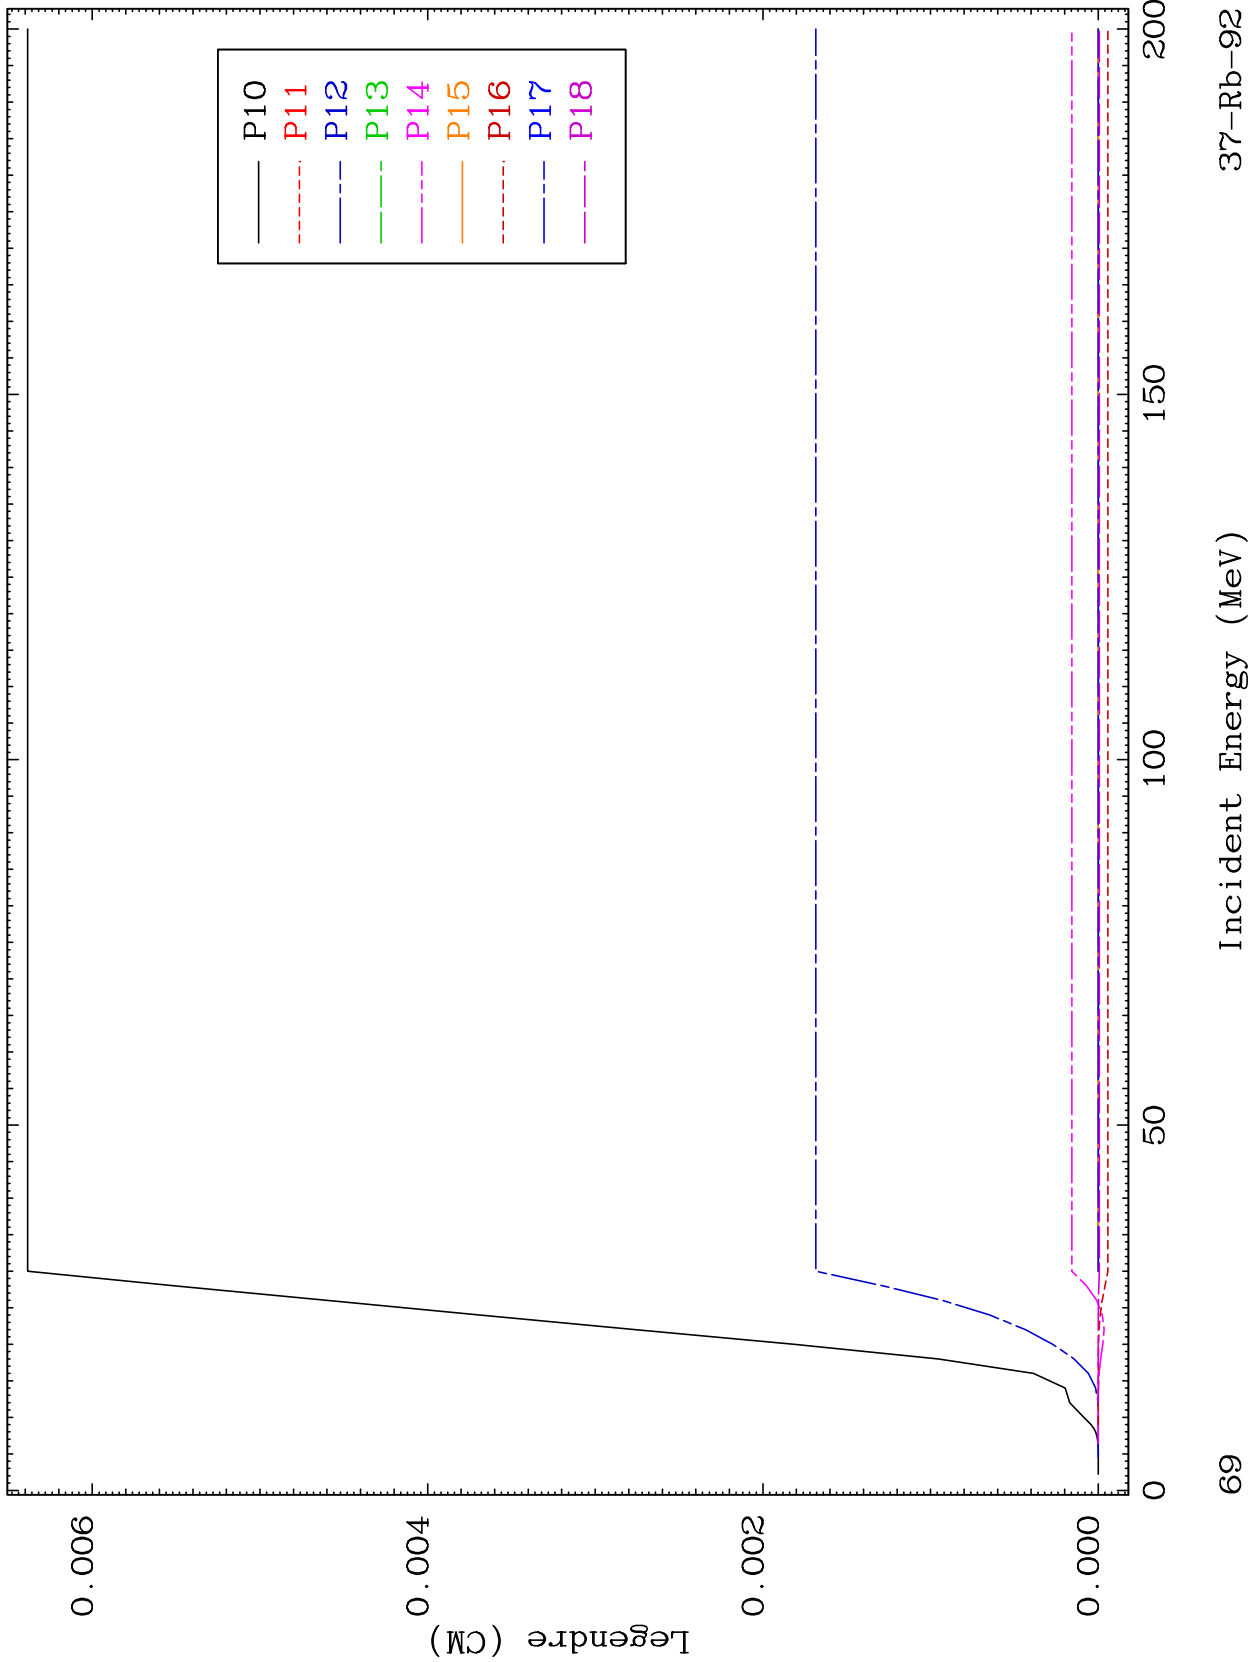 Legendre (CM)
0.006
0.004
0.002
0.000
P10
P11
P12
P13
P14
P15
P16
P17
P18
0
50
100
150
200
69
Incident Energy (MeV)
37-Rb-92